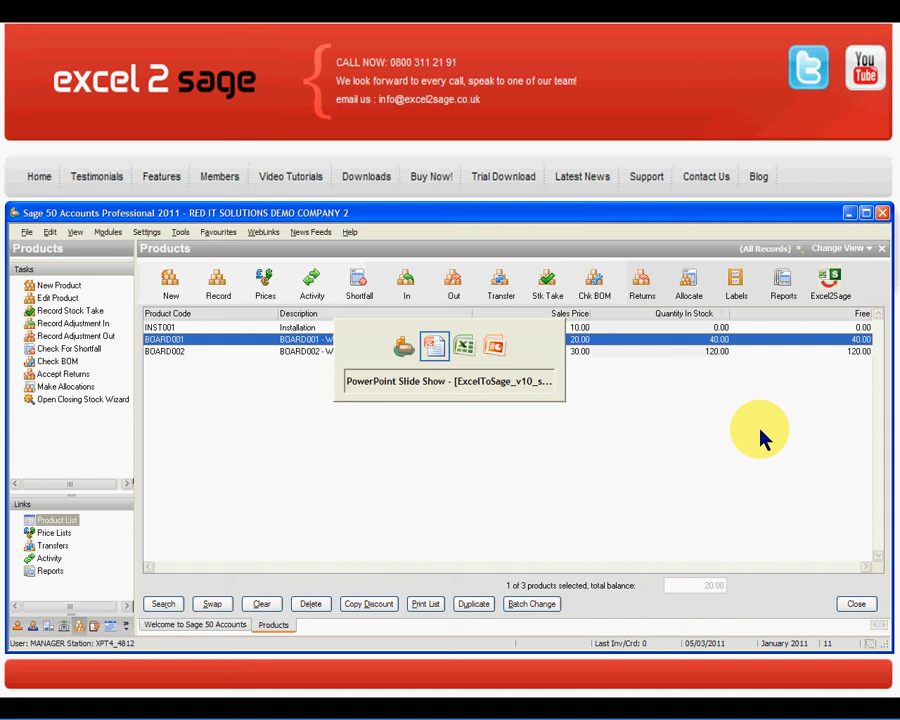 excel 2 sage
CALL NOW: 0800 311 21 91
We look forward to every call, speak to one of our team!
email us : info@excel2sage.co.uk
You
Tube
Home Testimonials Features Members Video Tutorials Downloads Buy Now! Trial Download Latest News Support Contact Us Blog
Sage 50 Accounts Professional 2011 - RED IT SOLUTIONS DEMO COMPANY 2
File Edit View Modules Settings Tools Favourites WebLinks News Feeds Help
Products
Products
(All Records)
Change View
Tasks
New Product
Edit Product
Record Stock Take
Record Adjustment In
Record Adjustment Out
Check For Shortfall
Check BOM
Accept Returns
Make Allocations
Open Closing Stock Wizard
New Record Prices Activity Shortfall In Out Transfer Stk Take Chk BOM Returns Allocate Labels Reports Excel2Sage
Product Code Description Sales Price Quantity In Stock Free
INST001 Installation 10.00 0.00 0.00
BOARD001 BOARD001 - W 20.00 40.00 40.00
BOARD002 BOARD002 - W 30.00 120.00 120.00
PowerPoint Slide Show - [ExcelToSage_v10_s...
Links
Product List
Price Lists
Transfers
Activity
Reports
1 of 3 products selected, total balance: 20.00
Search Swap Clear Delete Copy Discount Print List Duplicate Batch Change Close
Welcome to Sage 50 Accounts Products
User: MANAGER Station: XPT4_4812 Last Inv/Crd: 0 05/03/2011 January 2011 11